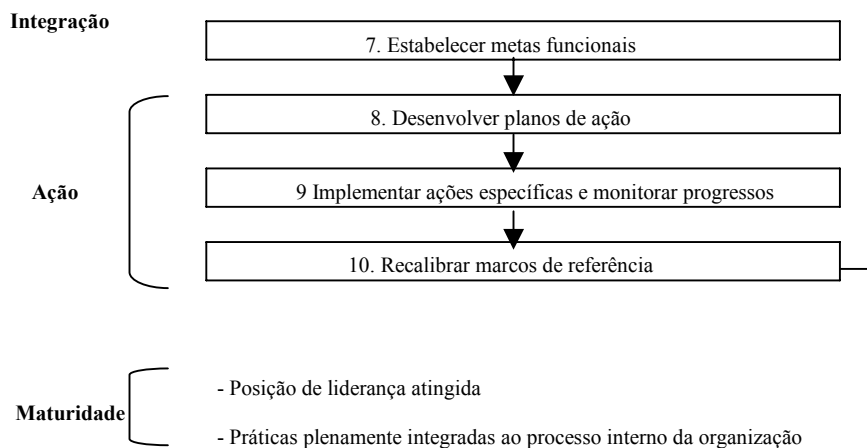 Integração
7. Estabelecer metas funcionais
8. Desenvolver planos de ação
Ação
9 Implementar ações específicas e monitorar progressos
10. Recalibrar marcos de referência
- Posição de liderança atingida
Maturidade
- Práticas plenamente integradas ao processo interno da organização